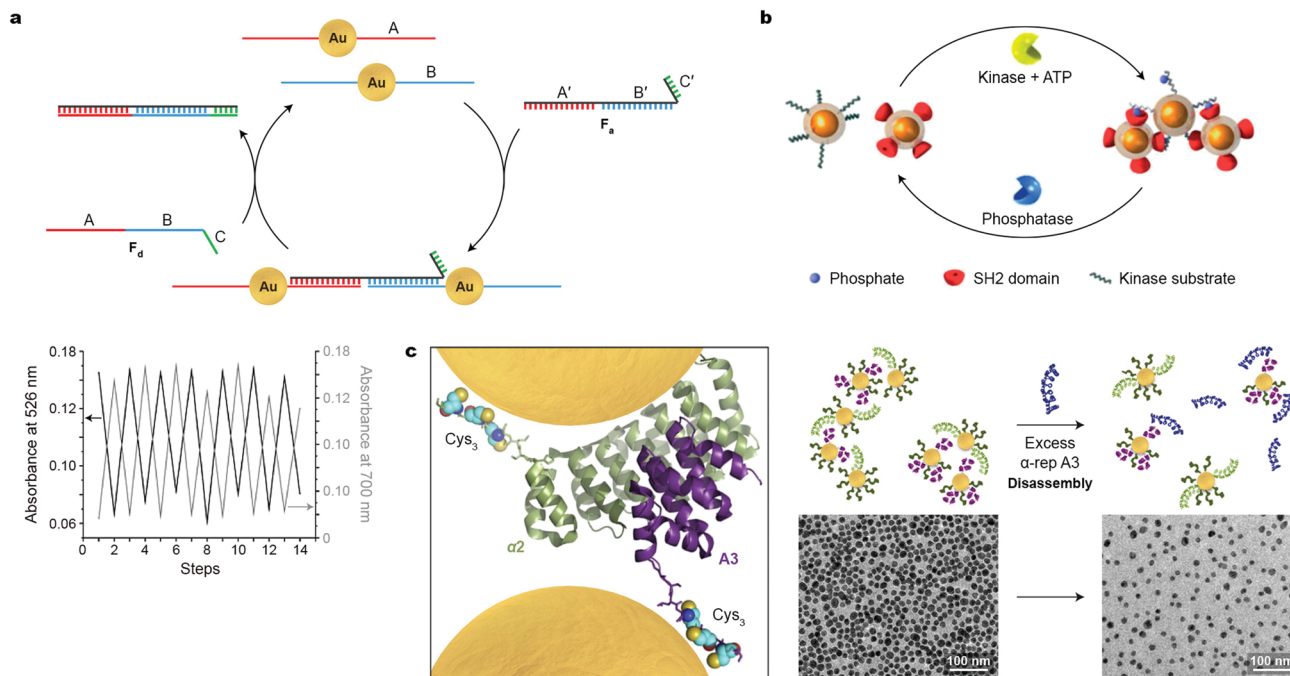 a
Au
A
Au
B
A′
B′
C′
Fa
A
B
C
Fd
Au
Au
0.18
0.12
0.10
0.06
Absorbance at 526 nm
0.18
0.12
0.10
0.10
0
Absorbance at 700 nm
0
2
4
6
8
10
12
14
Steps
b
Kinase + ATP
Phosphatase
Phosphate
SH2 domain
Kinase substrate
c
Cys3
α2
A3
Cys3
Excess
α-rep A3
Disassembly
100 nm
100 nm